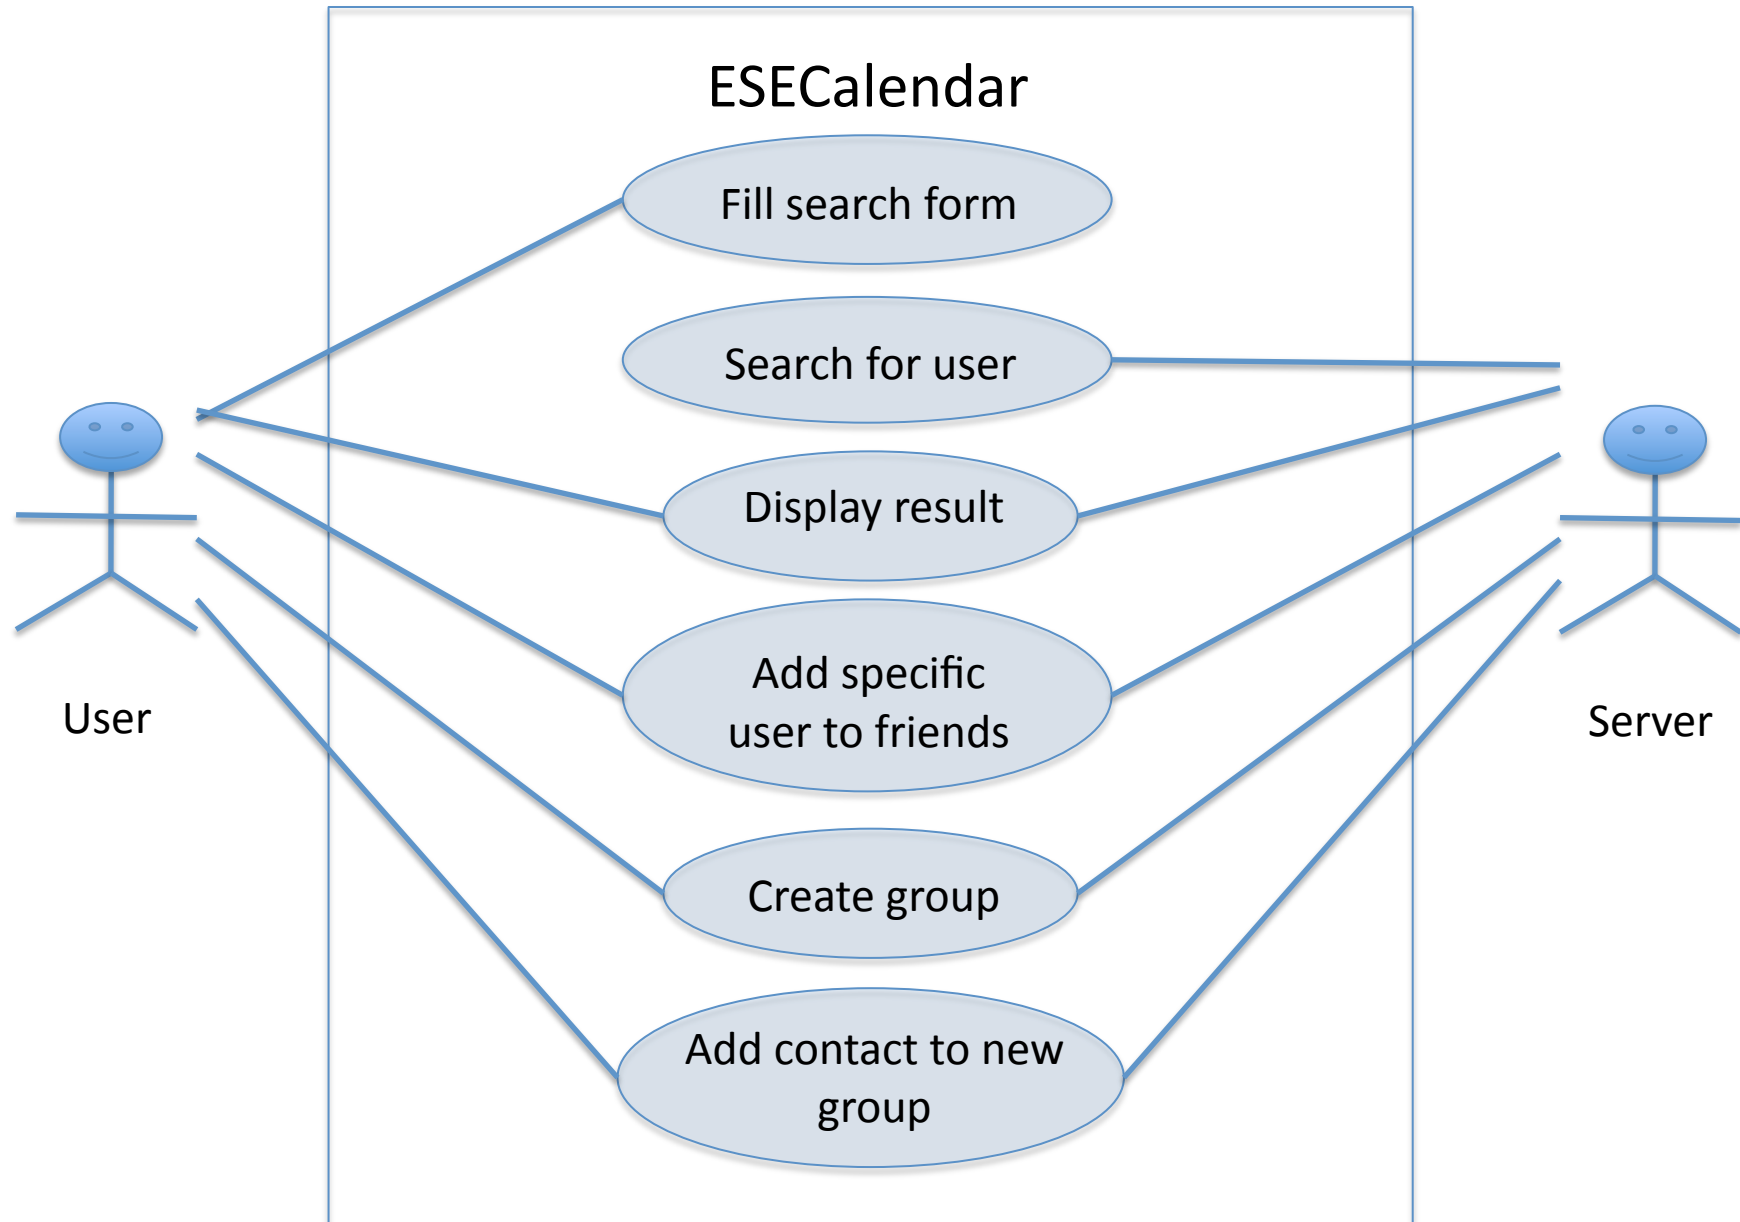 ESECalendar
Fill search form
Search for user
Display result
Add specific
user to friends
User
Server
Create group
Add contact to new
group